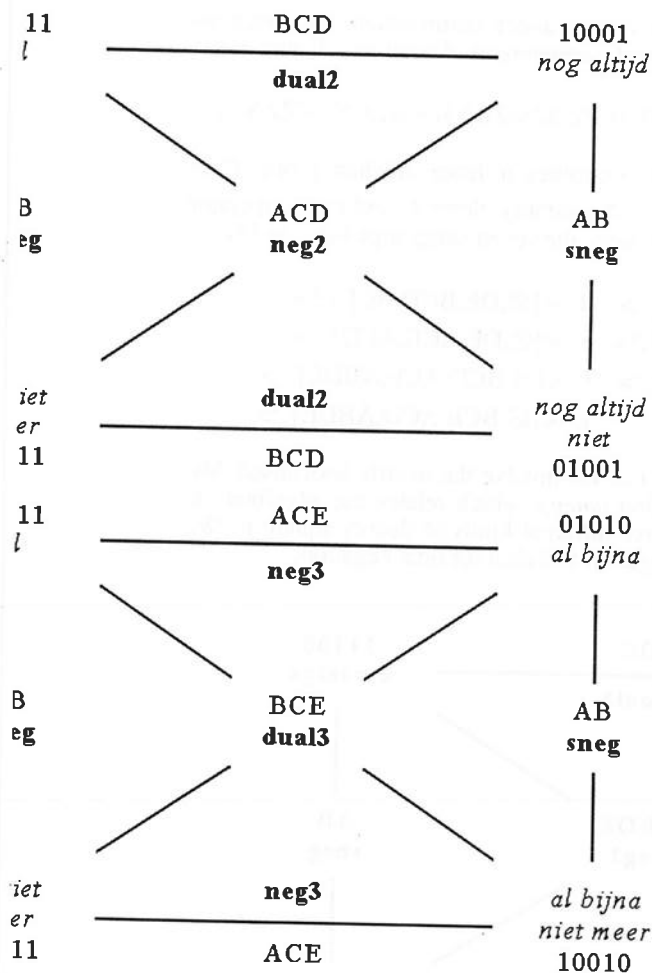 11 BCD 10001
l nog altijd
dual2
B ACD AB
eg neg2 sneg
iet dual2 nog altijd
er niet
11 BCD 01001
11 ACE 01010
l al bijna
neg3
B BCE AB
eg dual3 sneg
iet neg3 al bijna
er niet meer
11 ACE 10010